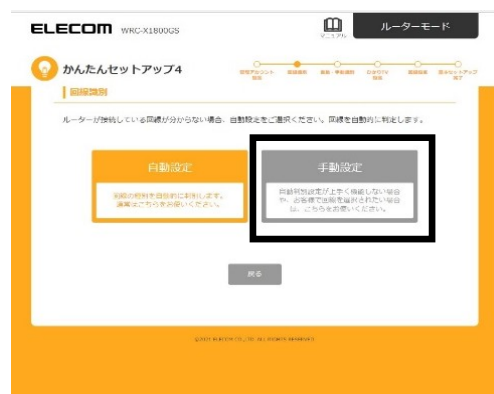 ELECOM WRC-X1800GS
マニュアル
ルーターモード
かんたんセットアップ4
回線識別
ルーターが接続している回線が分からない場合、自動設定をご選択ください。回線を自動的に判定します。
自動設定
手動設定
回線の種別を自動的に判別します。
通常はこちらをお使いください。
自動判別設定が上手く機能しない場合
や、お客様で回線を選択されたい場合
は、こちらをお使いください。
戻る
©2021 ELECOM CO., LTD. ALL RIGHTS RESERVED.